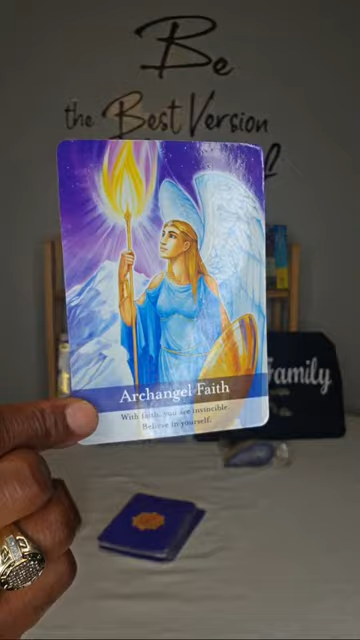 Be
the Best Version
Archangel Faith
With faith, you are invincible.
Believe in yourself.
Family